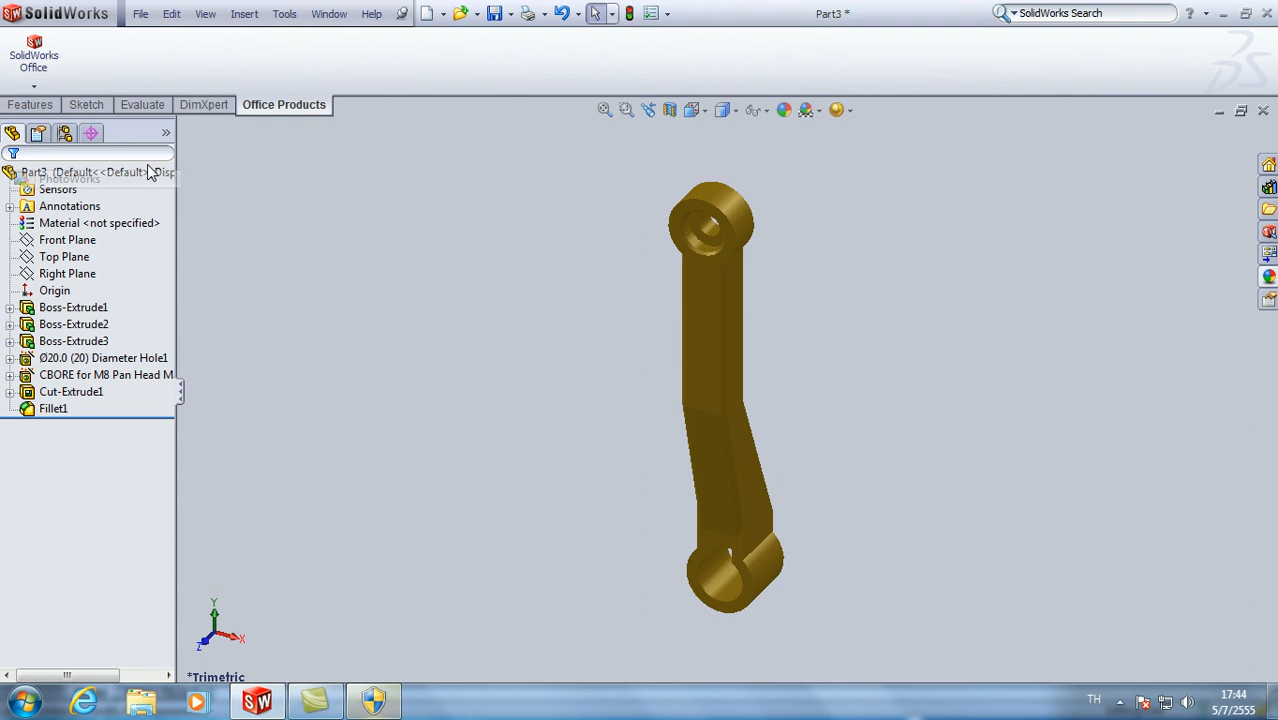 SolidWorks File Edit View Insert Tools Window Help Part3 * SolidWorks Search
SolidWorks
Office
Features Sketch Evaluate DimXpert Office Products
Part3 (Default<<Default>_Disp
PhotoWorks
Sensors
Annotations
Material <not specified>
Front Plane
Top Plane
Right Plane
Origin
Boss-Extrude1
Boss-Extrude2
Boss-Extrude3
Ø20.0 (20) Diameter Hole1
CBORE for M8 Pan Head M
Cut-Extrude1
Fillet1
Y
X
Z
*Trimetric
TH
17:44
5/7/2555